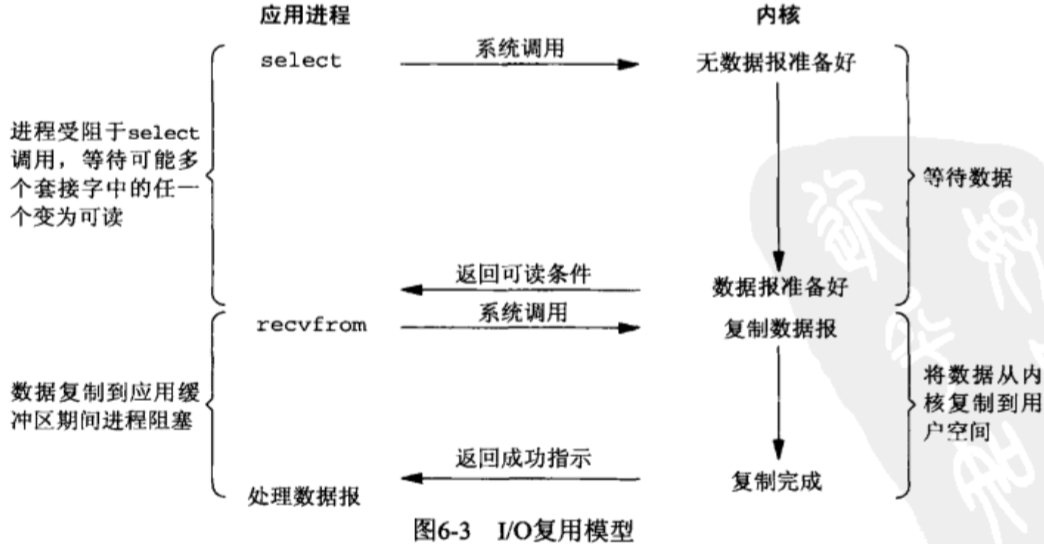 应用进程
内核
select
系统调用
无数据报准备好
进程受阻于select
调用，等待可能多
个套接字中的任一
个变为可读
等待数据
返回可读条件
数据报准备好
recvfrom
系统调用
复制数据报
数据复制到应用缓
冲区期间进程阻塞
将数据从内
核复制到用
户空间
返回成功指示
复制完成
处理数据报
图6-3 I/O复用模型